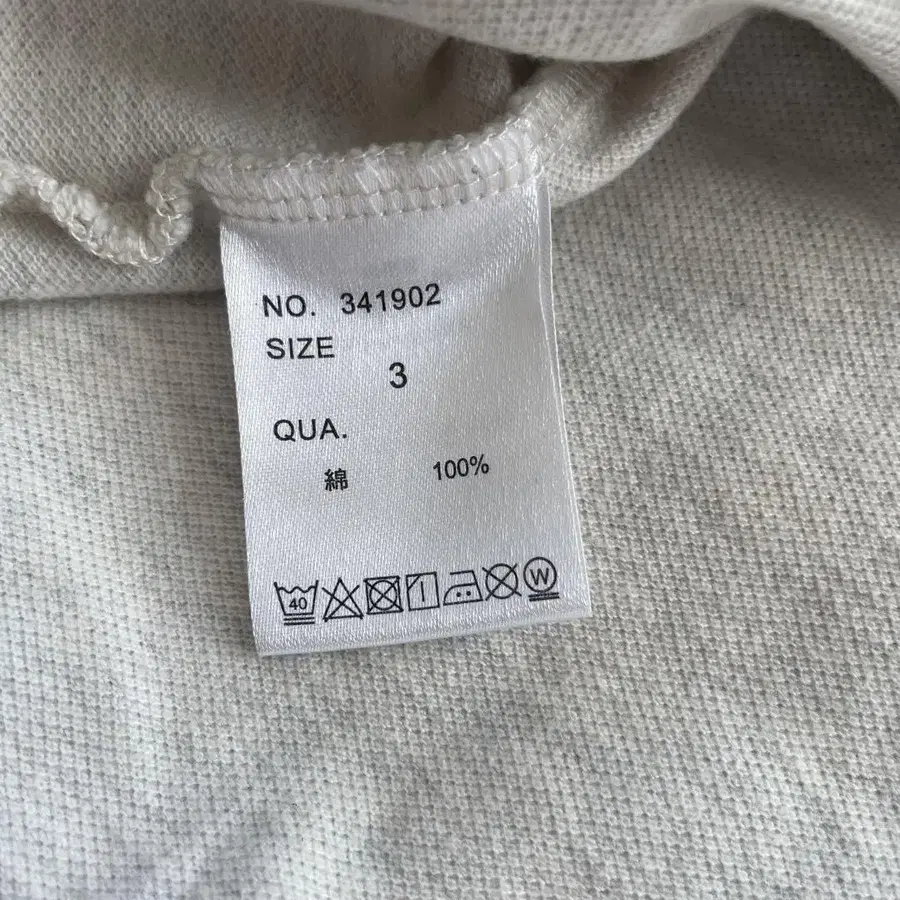 NO. 341902
SIZE
3
QUA.
綿 100%
40 W